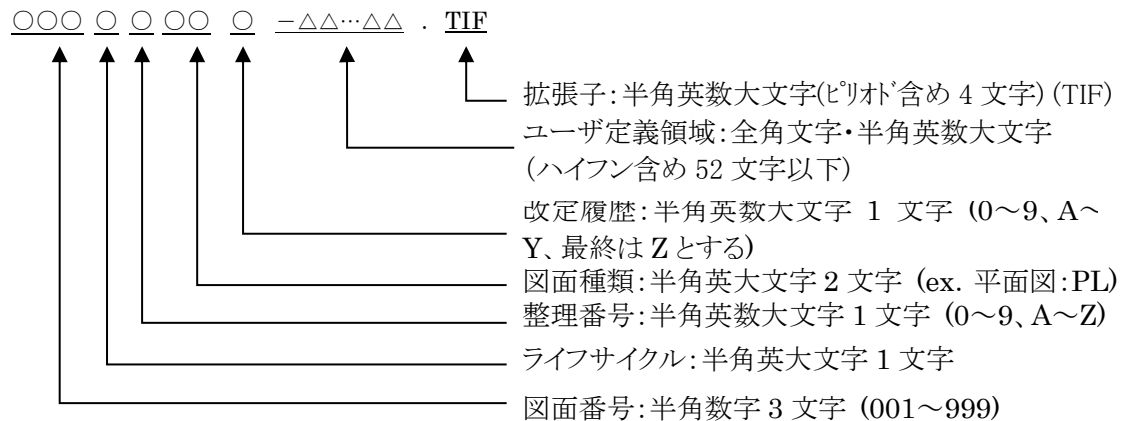 ○○○ ○ ○ ○○ ○ －△△…△△ . TIF
拡張子:半角英数大文字(ﾋﾟﾘｵﾄﾞ含め 4 文字) (TIF)
ユーザ定義領域:全角文字・半角英数大文字
（ハイフン含め 52 文字以下）
改定履歴:半角英数大文字 1 文字 (0～9、A～
Y、最終は Z とする)
図面種類:半角英大文字 2 文字 (ex. 平面図:PL)
整理番号:半角英数大文字 1 文字 (0～9、A～Z)
ライフサイクル:半角英大文字 1 文字
図面番号:半角数字 3 文字 (001～999)